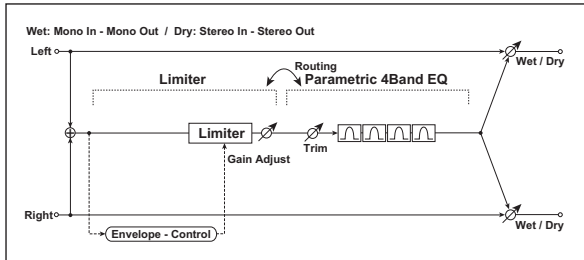 Wet: Mono In - Mono Out / Dry: Stereo In - Stereo Out
Left
Wet / Dry
Routing
Limiter
Parametric 4Band EQ
Limiter
Gain Adjust
Trim
Right
Wet / Dry
Envelope - Control